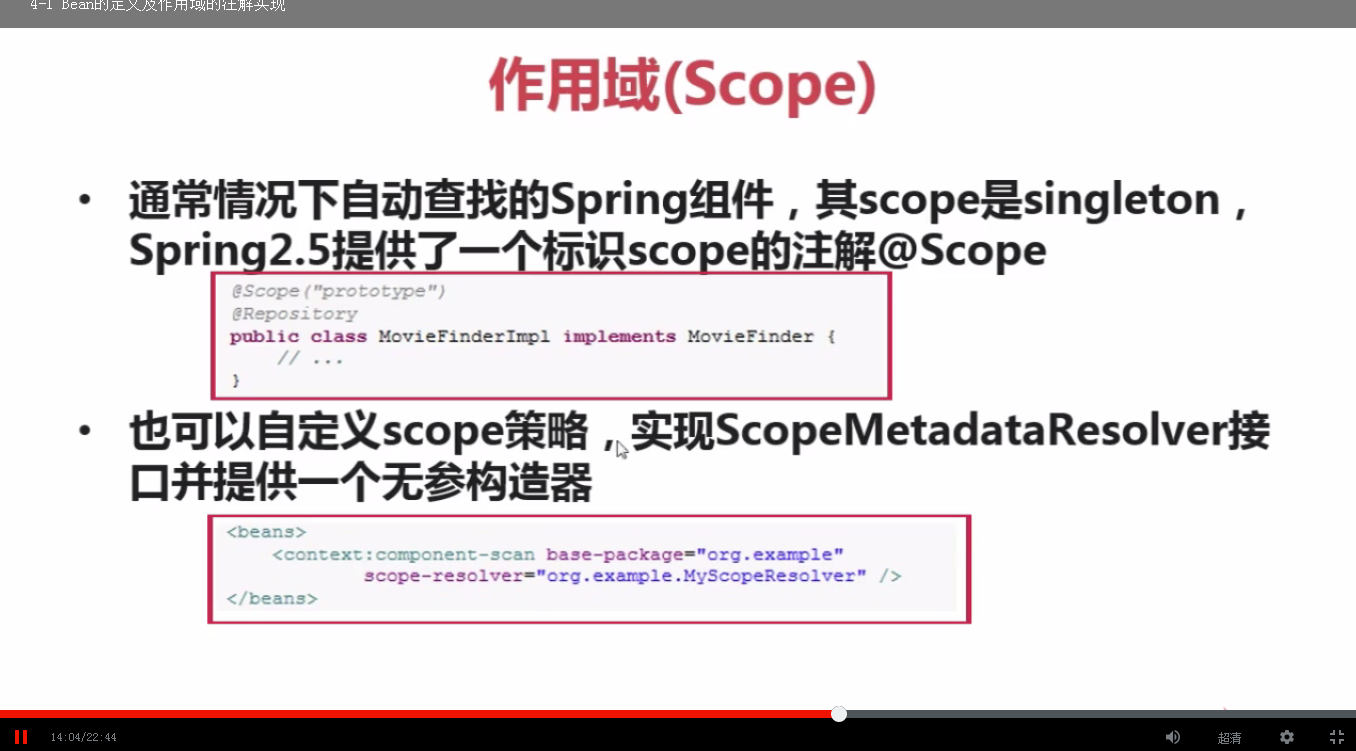 4-1 Bean的定义及作用域的注解实现
作用域(Scope)
• 通常情况下自动查找的Spring组件，其scope是singleton，
Spring2.5提供了一个标识scope的注解@Scope
@Scope("prototype")
@Repository
public class MovieFinderImpl implements MovieFinder {
// ...
}
• 也可以自定义scope策略，实现ScopeMetadataResolver接
口并提供一个无参构造器
<beans>
<context:component-scan base-package="org.example"
scope-resolver="org.example.MyScopeResolver" />
</beans>
14:04/22:44
超清